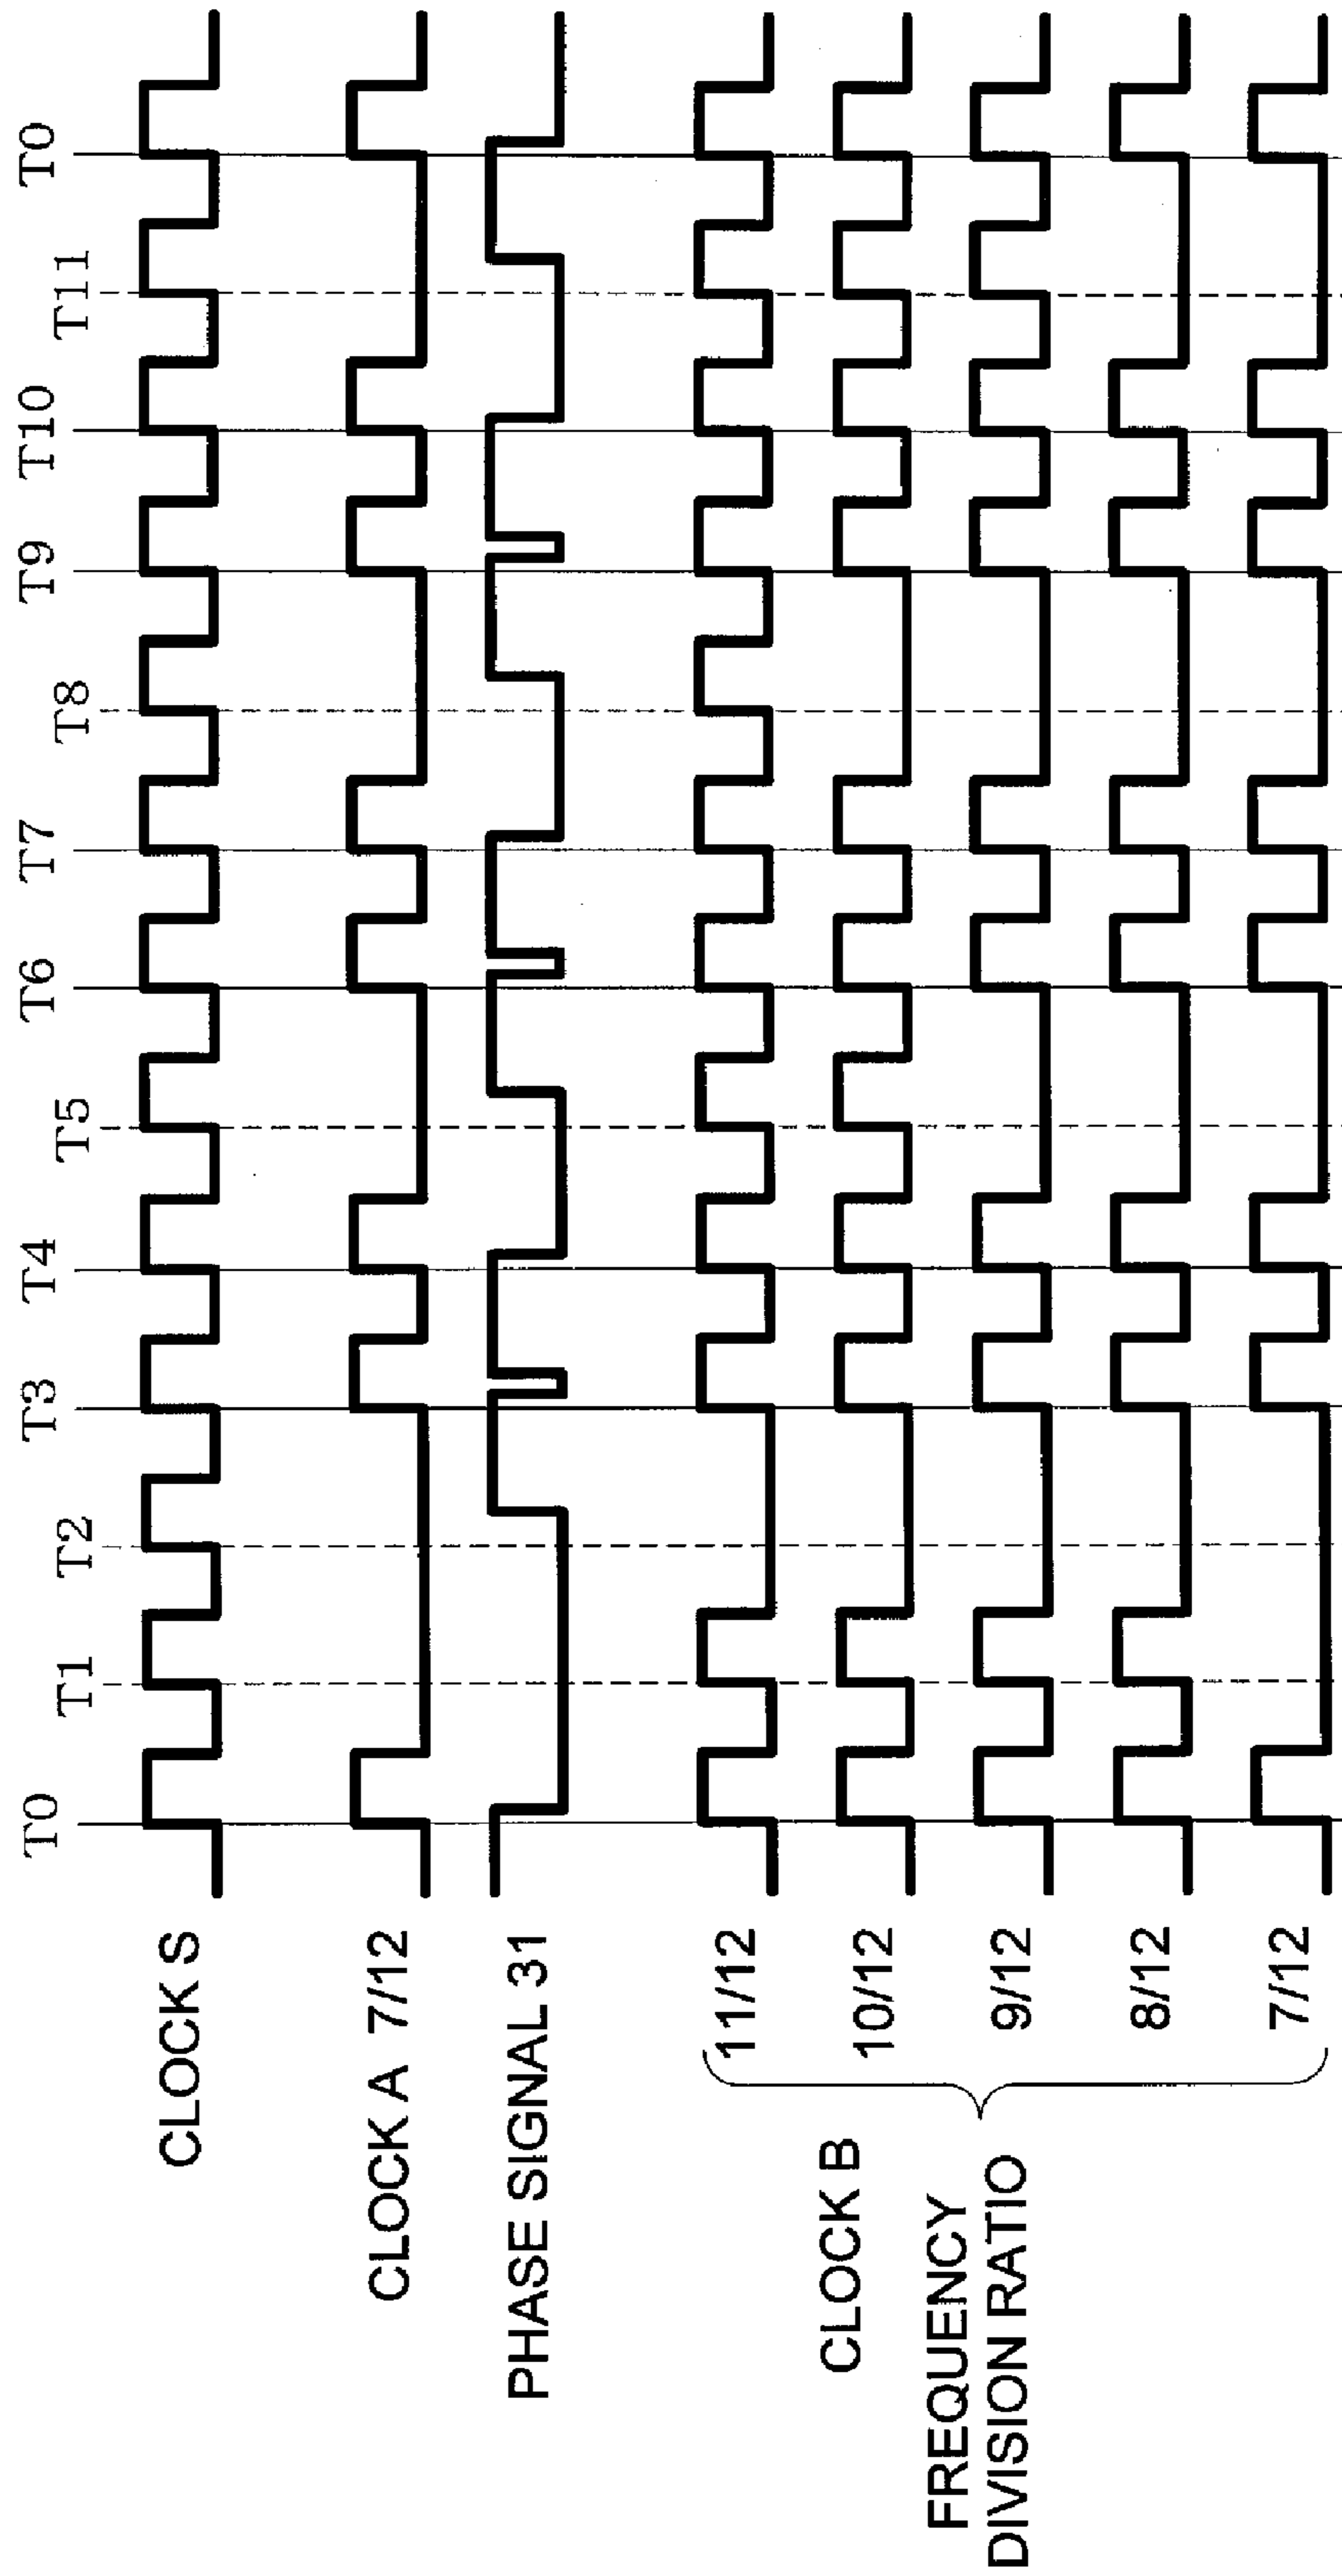 T0 T1 T2 T3 T4 T5 T6 T7 T8 T9 T10 T11 T0
CLOCK S
CLOCK A 7/12
PHASE SIGNAL 31
CLOCK B
FREQUENCY
DIVISION RATIO
11/12
10/12
9/12
8/12
7/12